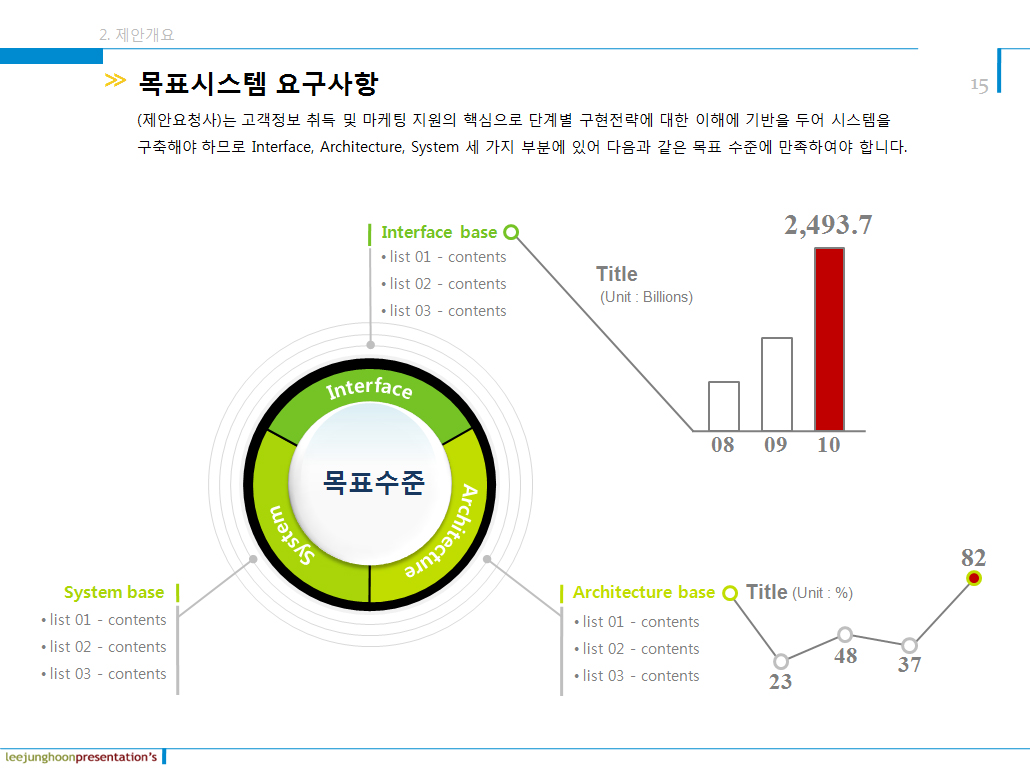 2. 제안개요
15
목표시스템 요구사항
(제안요청사)는 고객정보 취득 및 마케팅 지원의 핵심으로 단계별 구현전략에 대한 이해에 기반을 두어 시스템을
구축해야 하므로 Interface, Architecture, System 세 가지 부분에 있어 다음과 같은 목표 수준에 만족하여야 합니다.
Interface base
• list 01 - contents
• list 02 - contents
• list 03 - contents
Title
(Unit : Billions)
2,493.7
08 09 10
Interface
Architecture
System
목표수준
System base
• list 01 - contents
• list 02 - contents
• list 03 - contents
Architecture base
• list 01 - contents
• list 02 - contents
• list 03 - contents
Title (Unit : %)
23
48
37
82
leejunghoonpresentation's